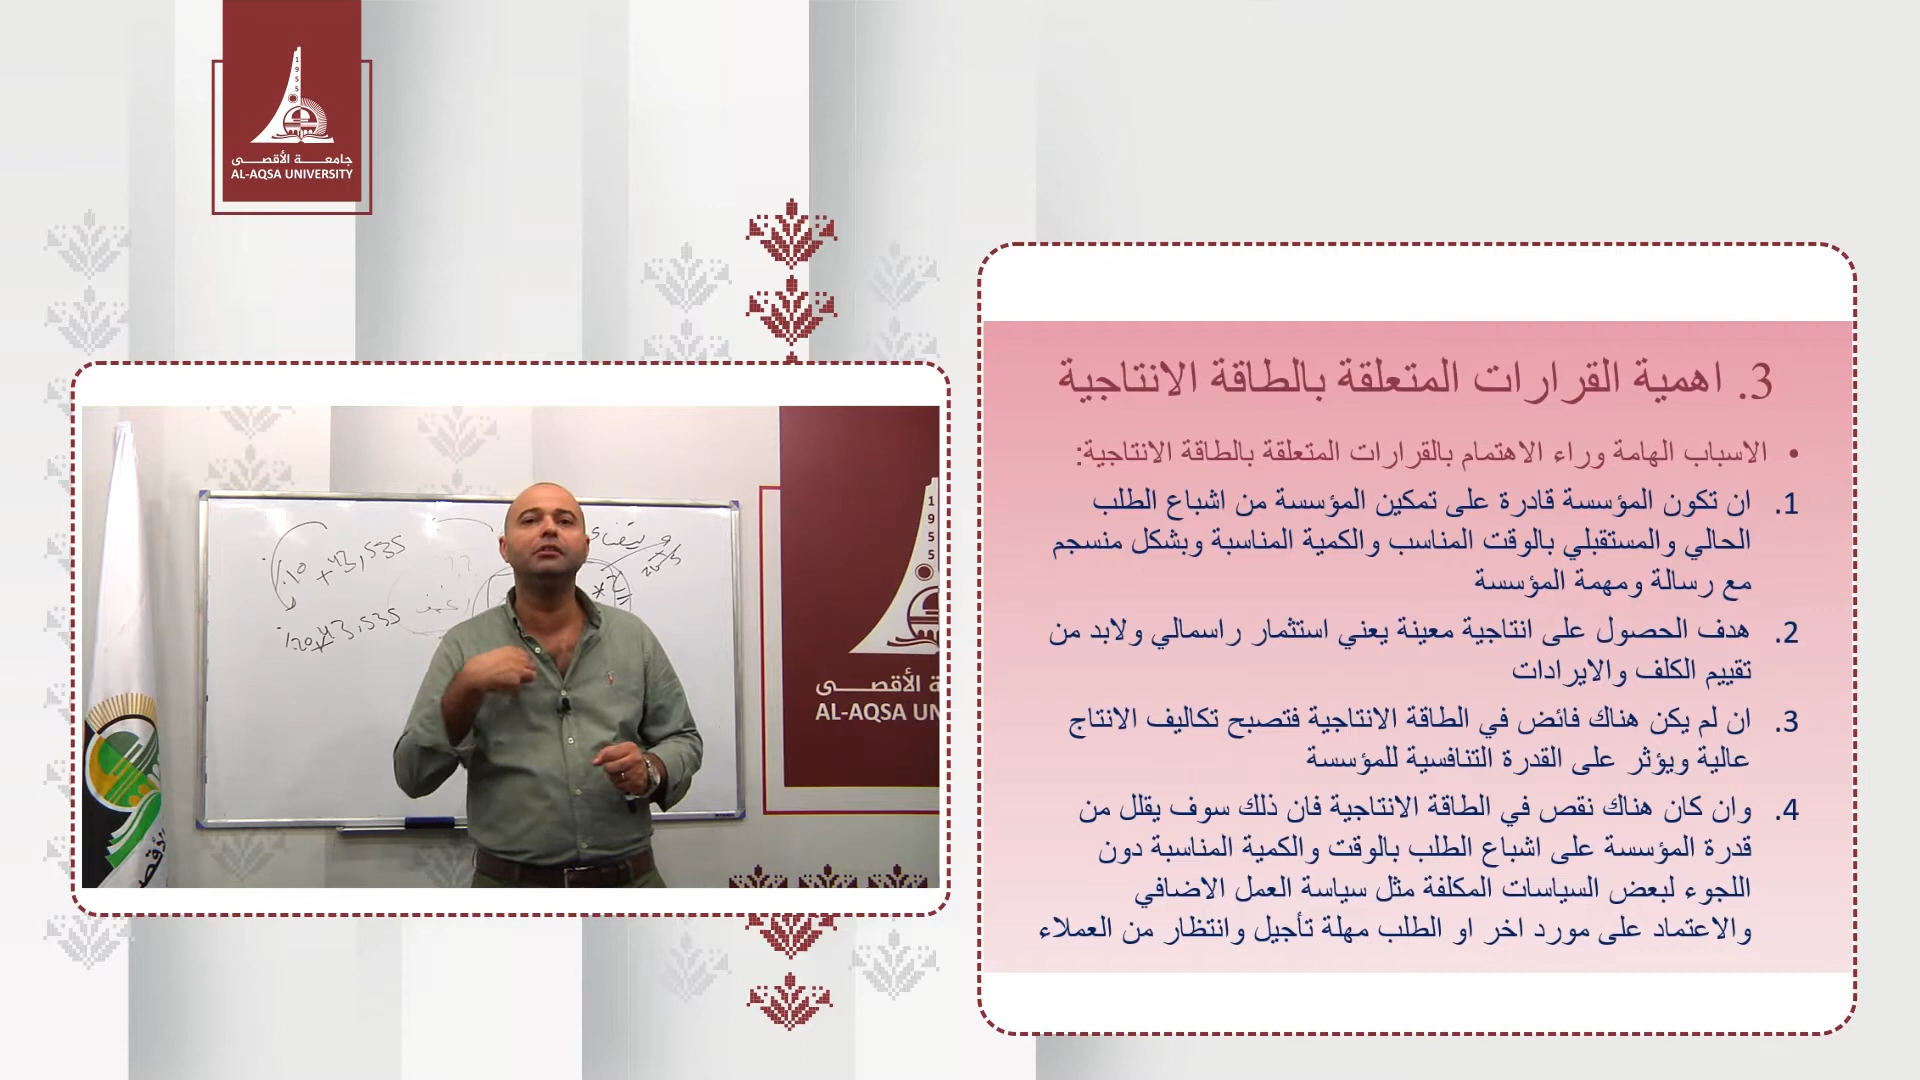 1955
جامعة الأقصى
AL-AQSA UNIVERSITY
3. اهمية القرارات المتعلقة بالطاقة الانتاجية
• الاسباب الهامة وراء الاهتمام بالقرارات المتعلقة بالطاقة الانتاجية:
1. ان تكون المؤسسة قادرة على تمكين المؤسسة من اشباع الطلب
الحالي والمستقبلي بالوقت المناسب والكمية المناسبة وبشكل منسجم
مع رسالة ومهمة المؤسسة
2. هدف الحصول على انتاجية معينة يعني استثمار راسمالي ولابد من
تقييم الكلف والايرادات
3. ان لم يكن هناك فائض في الطاقة الانتاجية فتصبح تكاليف الانتاج
عالية ويؤثر على القدرة التنافسية للمؤسسة
4. وان كان هناك نقص في الطاقة الانتاجية فان ذلك سوف يقلل من
قدرة المؤسسة على اشباع الطلب بالوقت والكمية المناسبة دون
اللجوء لبعض السياسات المكلفة مثل سياسة العمل الاضافي
والاعتماد على مورد اخر او الطلب مهلة تأجيل وانتظار من العملاء
1955
ـة الأقصـى
AL-AQSA UN